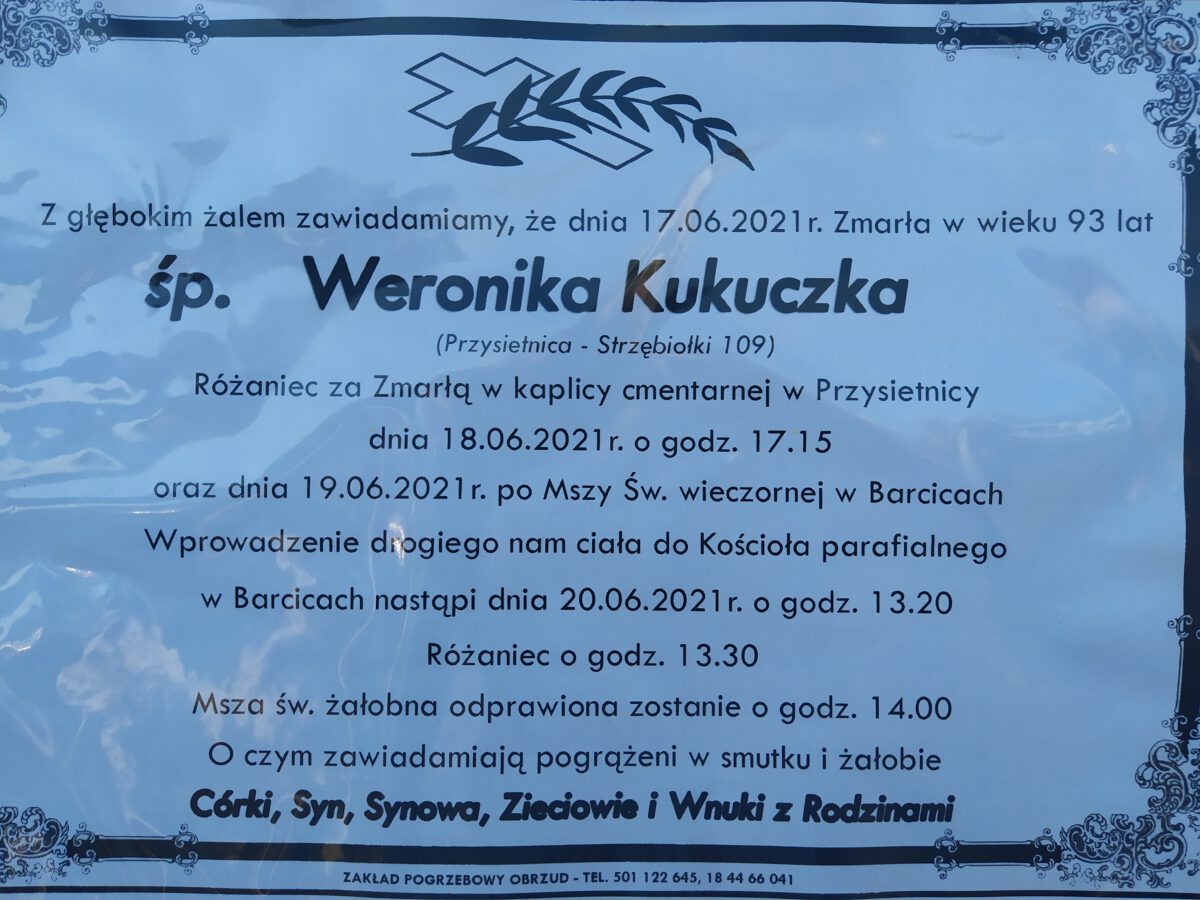 Z głębokim żalem zawiadamiamy, że dnia 17.06.2021r. Zmarła w wieku 93 lat
śp. Weronika Kukuczka
(Przysietnica - Strzębiołki 109)
Różaniec za Zmarłą w kaplicy cmentarnej w Przysietnicy
dnia 18.06.2021r. o godz. 17.15
oraz dnia 19.06.2021r. po Mszy Św. wieczornej w Barcicach
Wprowadzenie drogiego nam ciała do Kościoła parafialnego
w Barcicach nastąpi dnia 20.06.2021r. o godz. 13.20
Różaniec o godz. 13.30
Msza św. żałobna odprawiona zostanie o godz. 14.00
O czym zawiadamiają pogrążeni w smutku i żałobie
Córki, Syn, Synowa, Zieciowie i Wnuki z Rodzinami
ZAKŁAD POGRZEBOWY OBRZUD - TEL. 501 122 645, 18 44 66 041